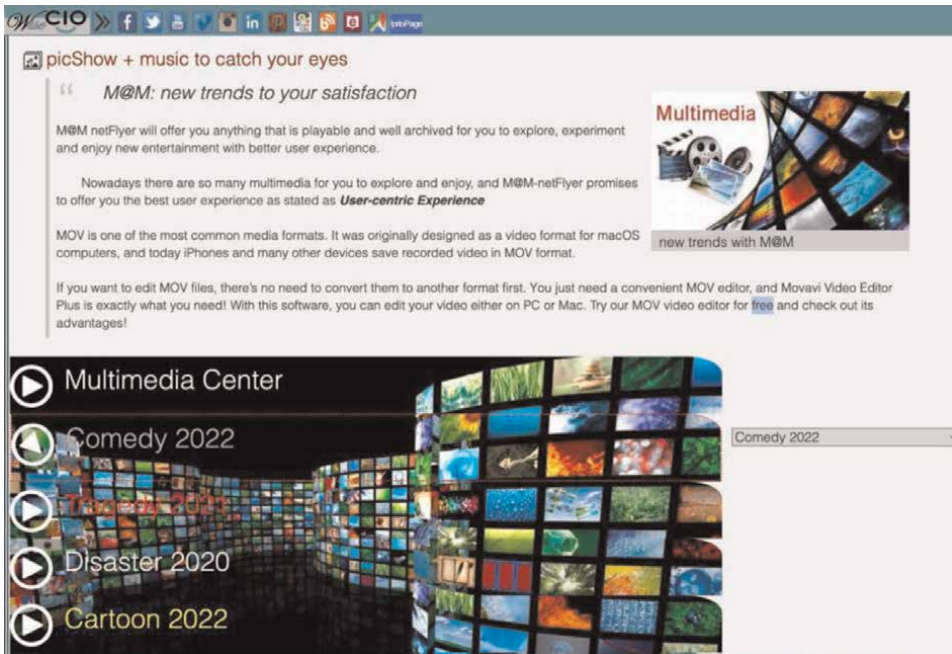 Wise CIO
picShow + music to catch your eyes
M@M: new trends to your satisfaction
M@M netFlyer will offer you anything that is playable and well archived for you to explore, experiment
and enjoy new entertainment with better user experience.
Nowadays there are so many multimedia for you to explore and enjoy, and M@M-netFlyer promises
to offer you the best user experience as stated as User-centric Experience
MOV is one of the most common media formats. It was originally designed as a video format for macOS
computers, and today iPhones and many other devices save recorded video in MOV format.
If you want to edit MOV files, there's no need to convert them to another format first. You just need a convenient MOV editor, and Movavi Video Editor
Plus is exactly what you need! With this software, you can edit your video either on PC or Mac. Try our MOV video editor for free and check out its
advantages!
Multimedia
new trends with M@M
Multimedia Center
Comedy 2022
Comedy 2022
Disaster 2020
Cartoon 2022